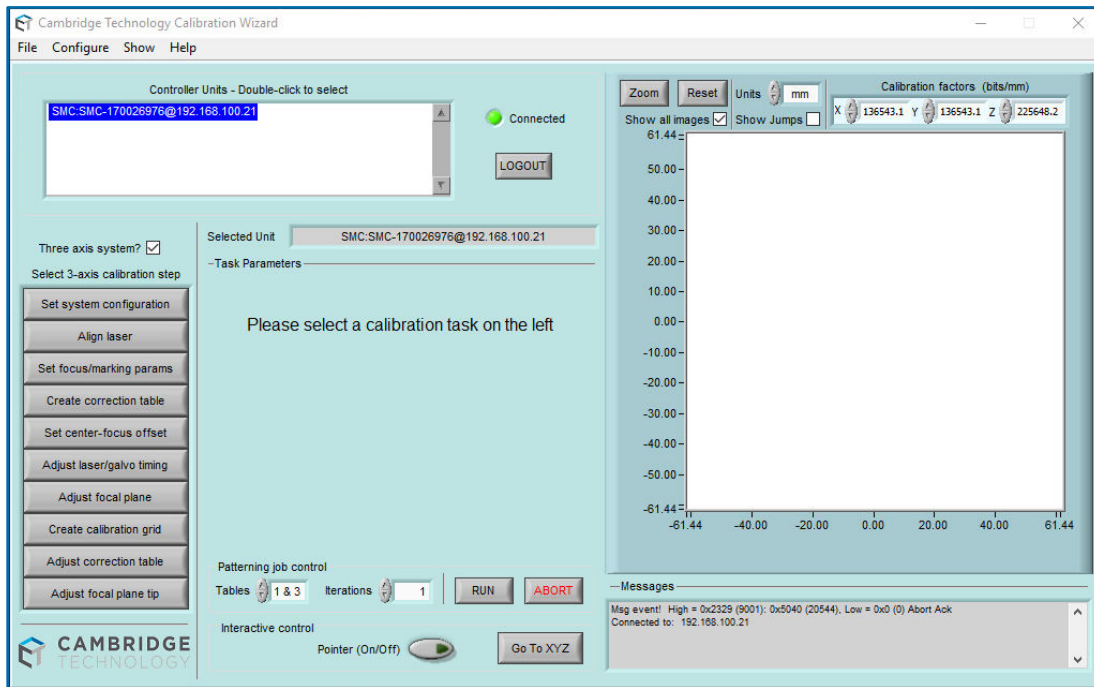 Cambridge Technology Calibration Wizard
File Configure Show Help
Controller Units - Double-click to select
SMC:SMC-170026976@192.168.100.21
Connected
LOGOUT
Three axis system?
Select 3-axis calibration step
Set system configuration
Align laser
Set focus/marking params
Create correction table
Set center-focus offset
Adjust laser/galvo timing
Adjust focal plane
Create calibration grid
Adjust correction table
Adjust focal plane tip
CAMBRIDGE
TECHNOLOGY
Selected Unit SMC:SMC-170026976@192.168.100.21
Task Parameters
Please select a calibration task on the left
Patterning job control
Tables 1 & 3 Iterations 1 RUN ABORT
Interactive control
Pointer (On/Off) Go To XYZ
Zoom Reset Units mm
Calibration factors (bits/mm)
X 136543.1 Y 136543.1 Z 225648.2
Show all images Show Jumps
61.44
50.00
40.00
30.00
20.00
10.00
0.00
-10.00
-20.00
-30.00
-40.00
-50.00
-61.44
-61.44 -40.00 -20.00 0.00 20.00 40.00 61.44
Messages
Msg event! High = 0x2329 (9001): 0x5040 (20544), Low = 0x0 (0) Abort Ack
Connected to: 192.168.100.21